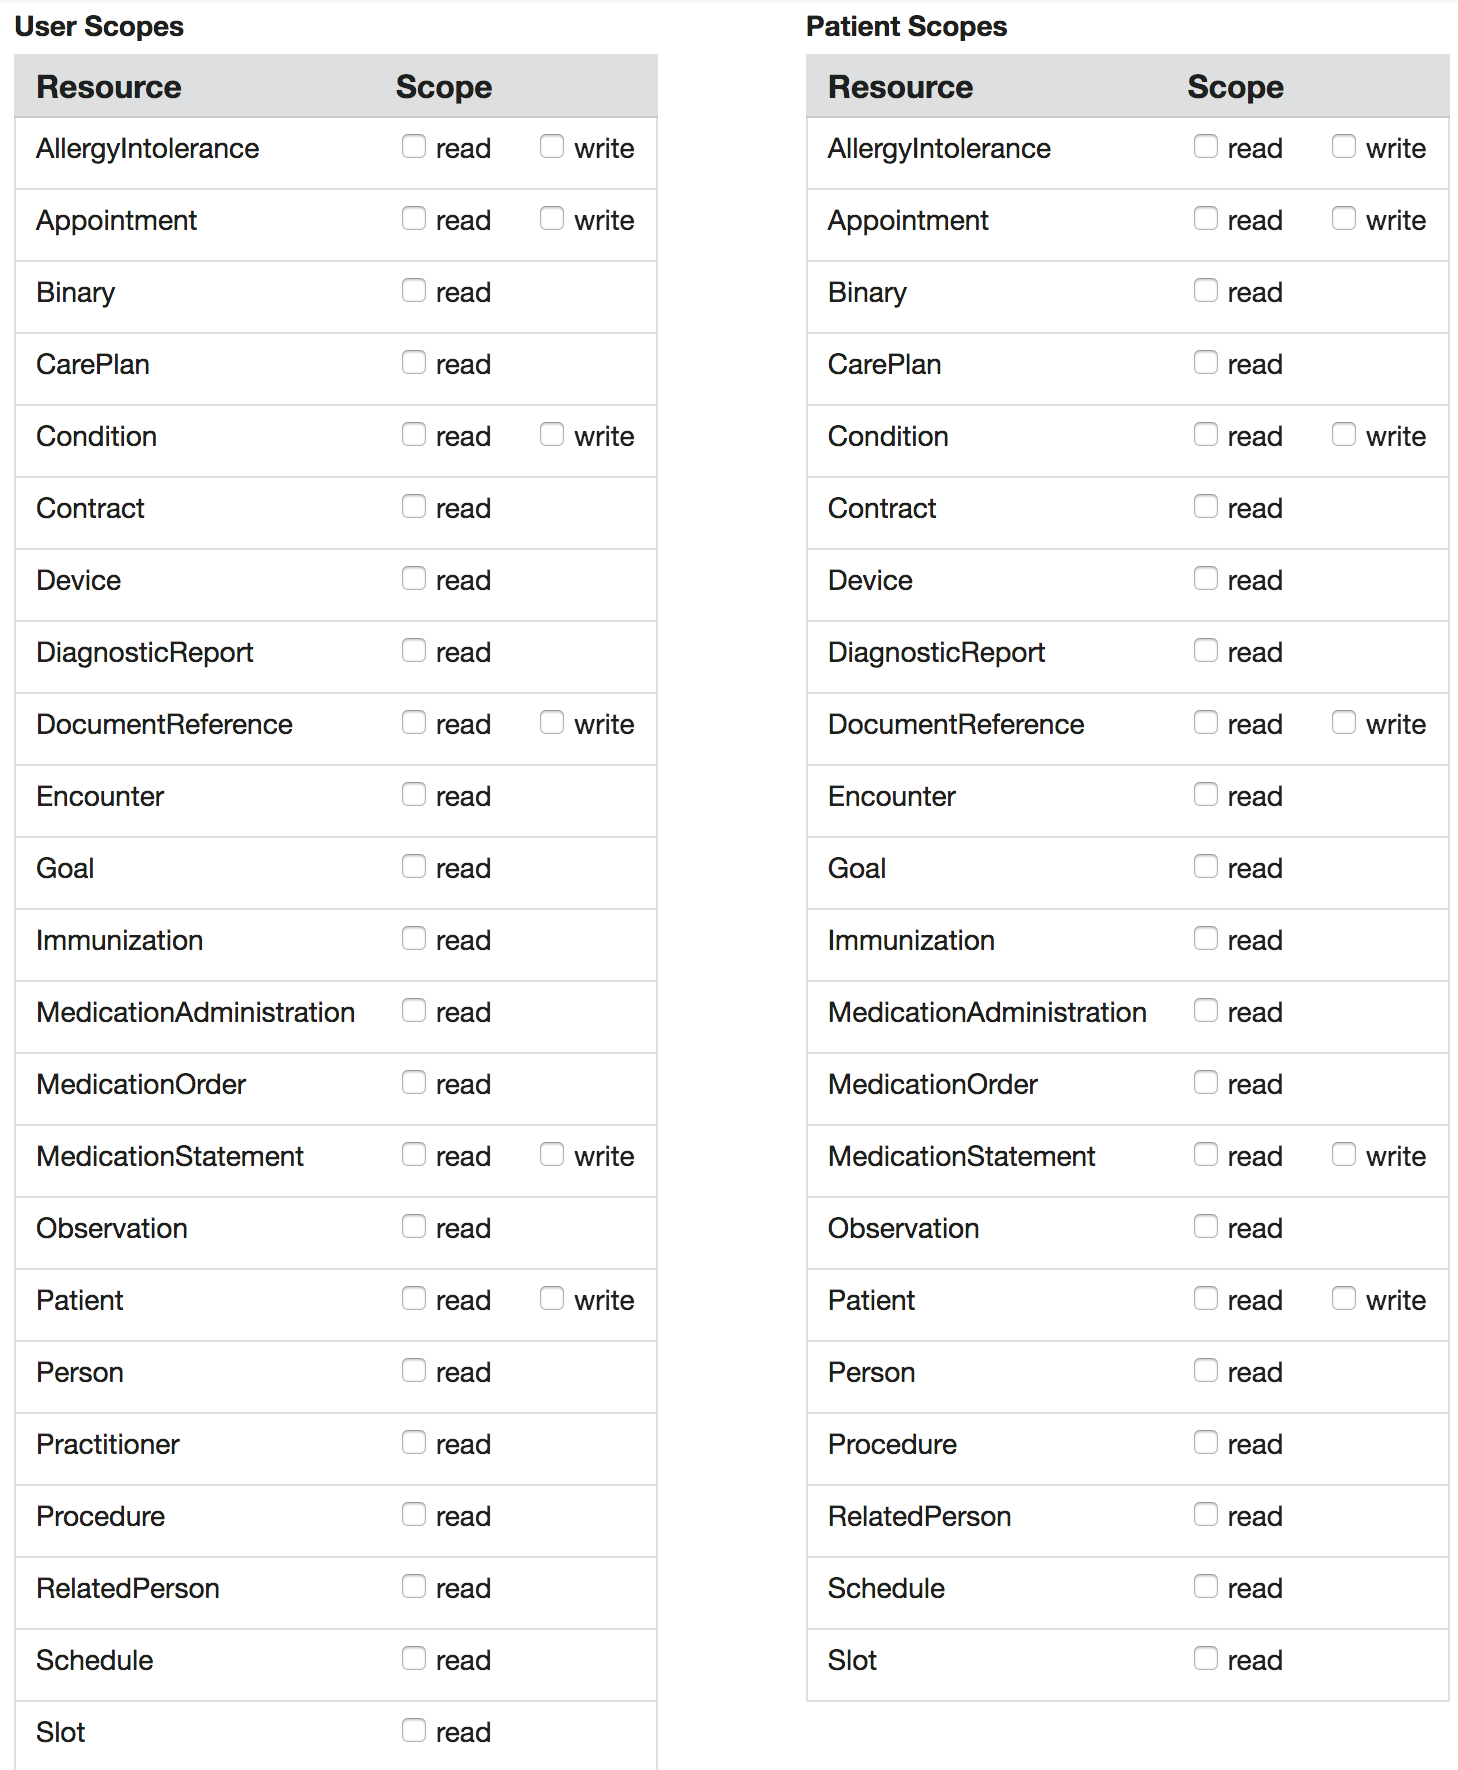 User Scopes
Resource Scope
AllergyIntolerance read write
Appointment read write
Binary read
CarePlan read
Condition read write
Contract read
Device read
DiagnosticReport read
DocumentReference read write
Encounter read
Goal read
Immunization read
MedicationAdministration read
MedicationOrder read
MedicationStatement read write
Observation read
Patient read write
Person read
Practitioner read
Procedure read
RelatedPerson read
Schedule read
Slot read
Patient Scopes
Resource Scope
AllergyIntolerance read write
Appointment read write
Binary read
CarePlan read
Condition read write
Contract read
Device read
DiagnosticReport read
DocumentReference read write
Encounter read
Goal read
Immunization read
MedicationAdministration read
MedicationOrder read
MedicationStatement read write
Observation read
Patient read write
Person read
Procedure read
RelatedPerson read
Schedule read
Slot read